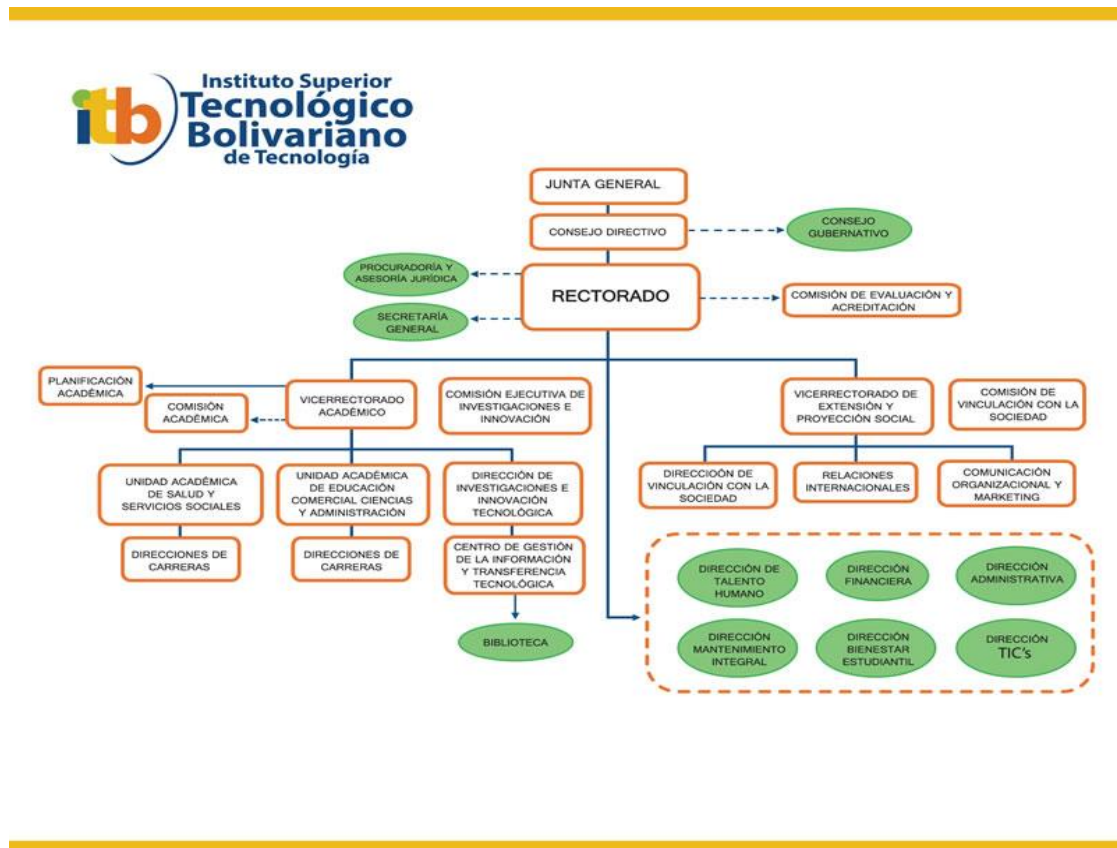 itb
Instituto Superior
Tecnológico
Bolivariano
de Tecnología
JUNTA GENERAL
CONSEJO DIRECTIVO
CONSEJO
GUBERNATIVO
PROCURADORÍA Y
ASESORÍA JURÍDICA
RECTORADO
COMISIÓN DE EVALUACIÓN Y
ACREDITACIÓN
SECRETARÍA
GENERAL
PLANIFICACIÓN
ACADÉMICA
COMISIÓN
ACADÉMICA
VICERRECTORADO
ACADÉMICO
COMISIÓN EJECUTIVA DE
INVESTIGACIONES E
INNOVACIÓN
VICERRECTORADO DE
EXTENSIÓN Y
PROYECCIÓN SOCIAL
COMISIÓN DE
VINCULACIÓN CON LA
SOCIEDAD
UNIDAD ACADÉMICA
DE SALUD Y
SERVICIOS SOCIALES
UNIDAD ACADÉMICA
DE EDUCACIÓN
COMERCIAL CIENCIAS
Y ADMINISTRACIÓN
DIRECCIÓN DE
INVESTIGACIONES E
INNOVACIÓN
TECNOLÓGICA
DIRECCIOÓN DE
VINCULACIÓN CON LA
SOCIEDAD
RELACIONES
INTERNACIONALES
COMUNICACIÓN
ORGANIZACIONAL Y
MARKETING
DIRECCIONES DE
CARRERAS
DIRECCIONES DE
CARRERAS
CENTRO DE GESTIÓN
DE LA INFORMACIÓN
Y TRANSFERENCIA
TECNOLÓGICA
BIBLIOTECA
DIRECCIÓN DE
TALENTO
HUMANO
DIRECCIÓN
FINANCIERA
DIRECCIÓN
ADMINISTRATIVA
DIRECCIÓN
MANTENIMIENTO
INTEGRAL
DIRECCIÓN
BIENESTAR
ESTUDIANTIL
DIRECCIÓN
TIC's